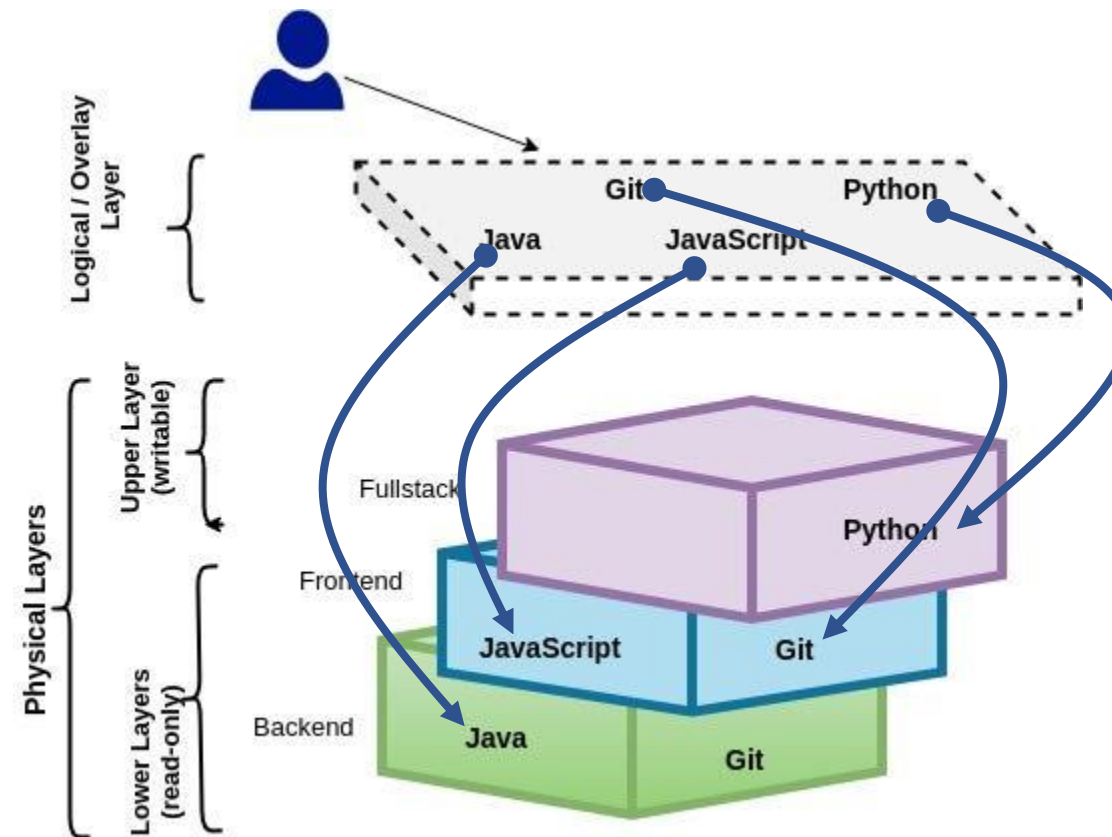 Logical / Overlay
Layer
Git
Python
Java
JavaScript
Physical Layers
Upper Layer
(writable)
Fullstack
Python
Frontend
JavaScript
Git
Lower Layers
(read-only)
Backend
Java
Git